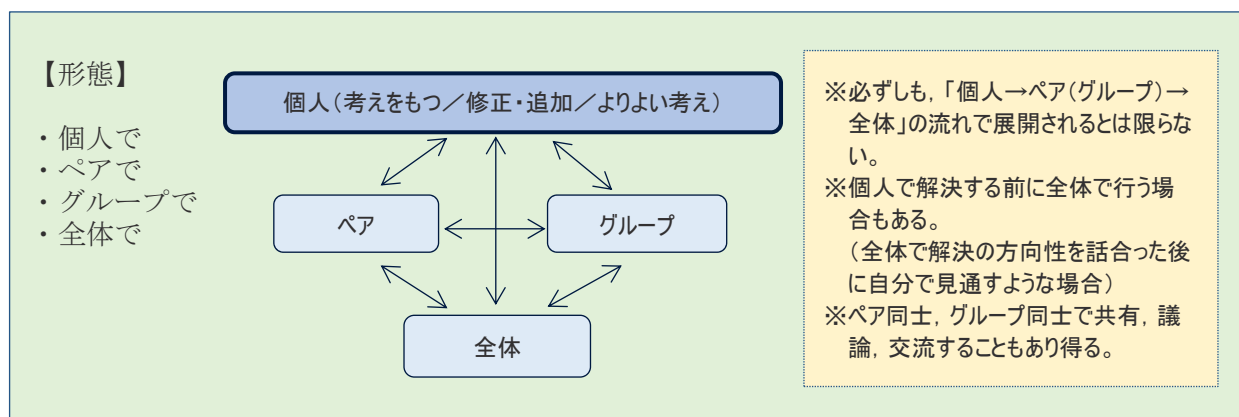 【形態】
・個人で
・ペアで
・グループで
・全体で
個人（考えをもつ／修正・追加／よりよい考え）
ペア
グループ
全体
※必ずしも，「個人→ペア（グループ）→
全体」の流れで展開されるとは限らな
い。
※個人で解決する前に全体で行う場
合もある。
（全体で解決の方向性を話合った後
に自分で見通すような場合）
※ペア同士，グループ同士で共有，議
論，交流することもあり得る。